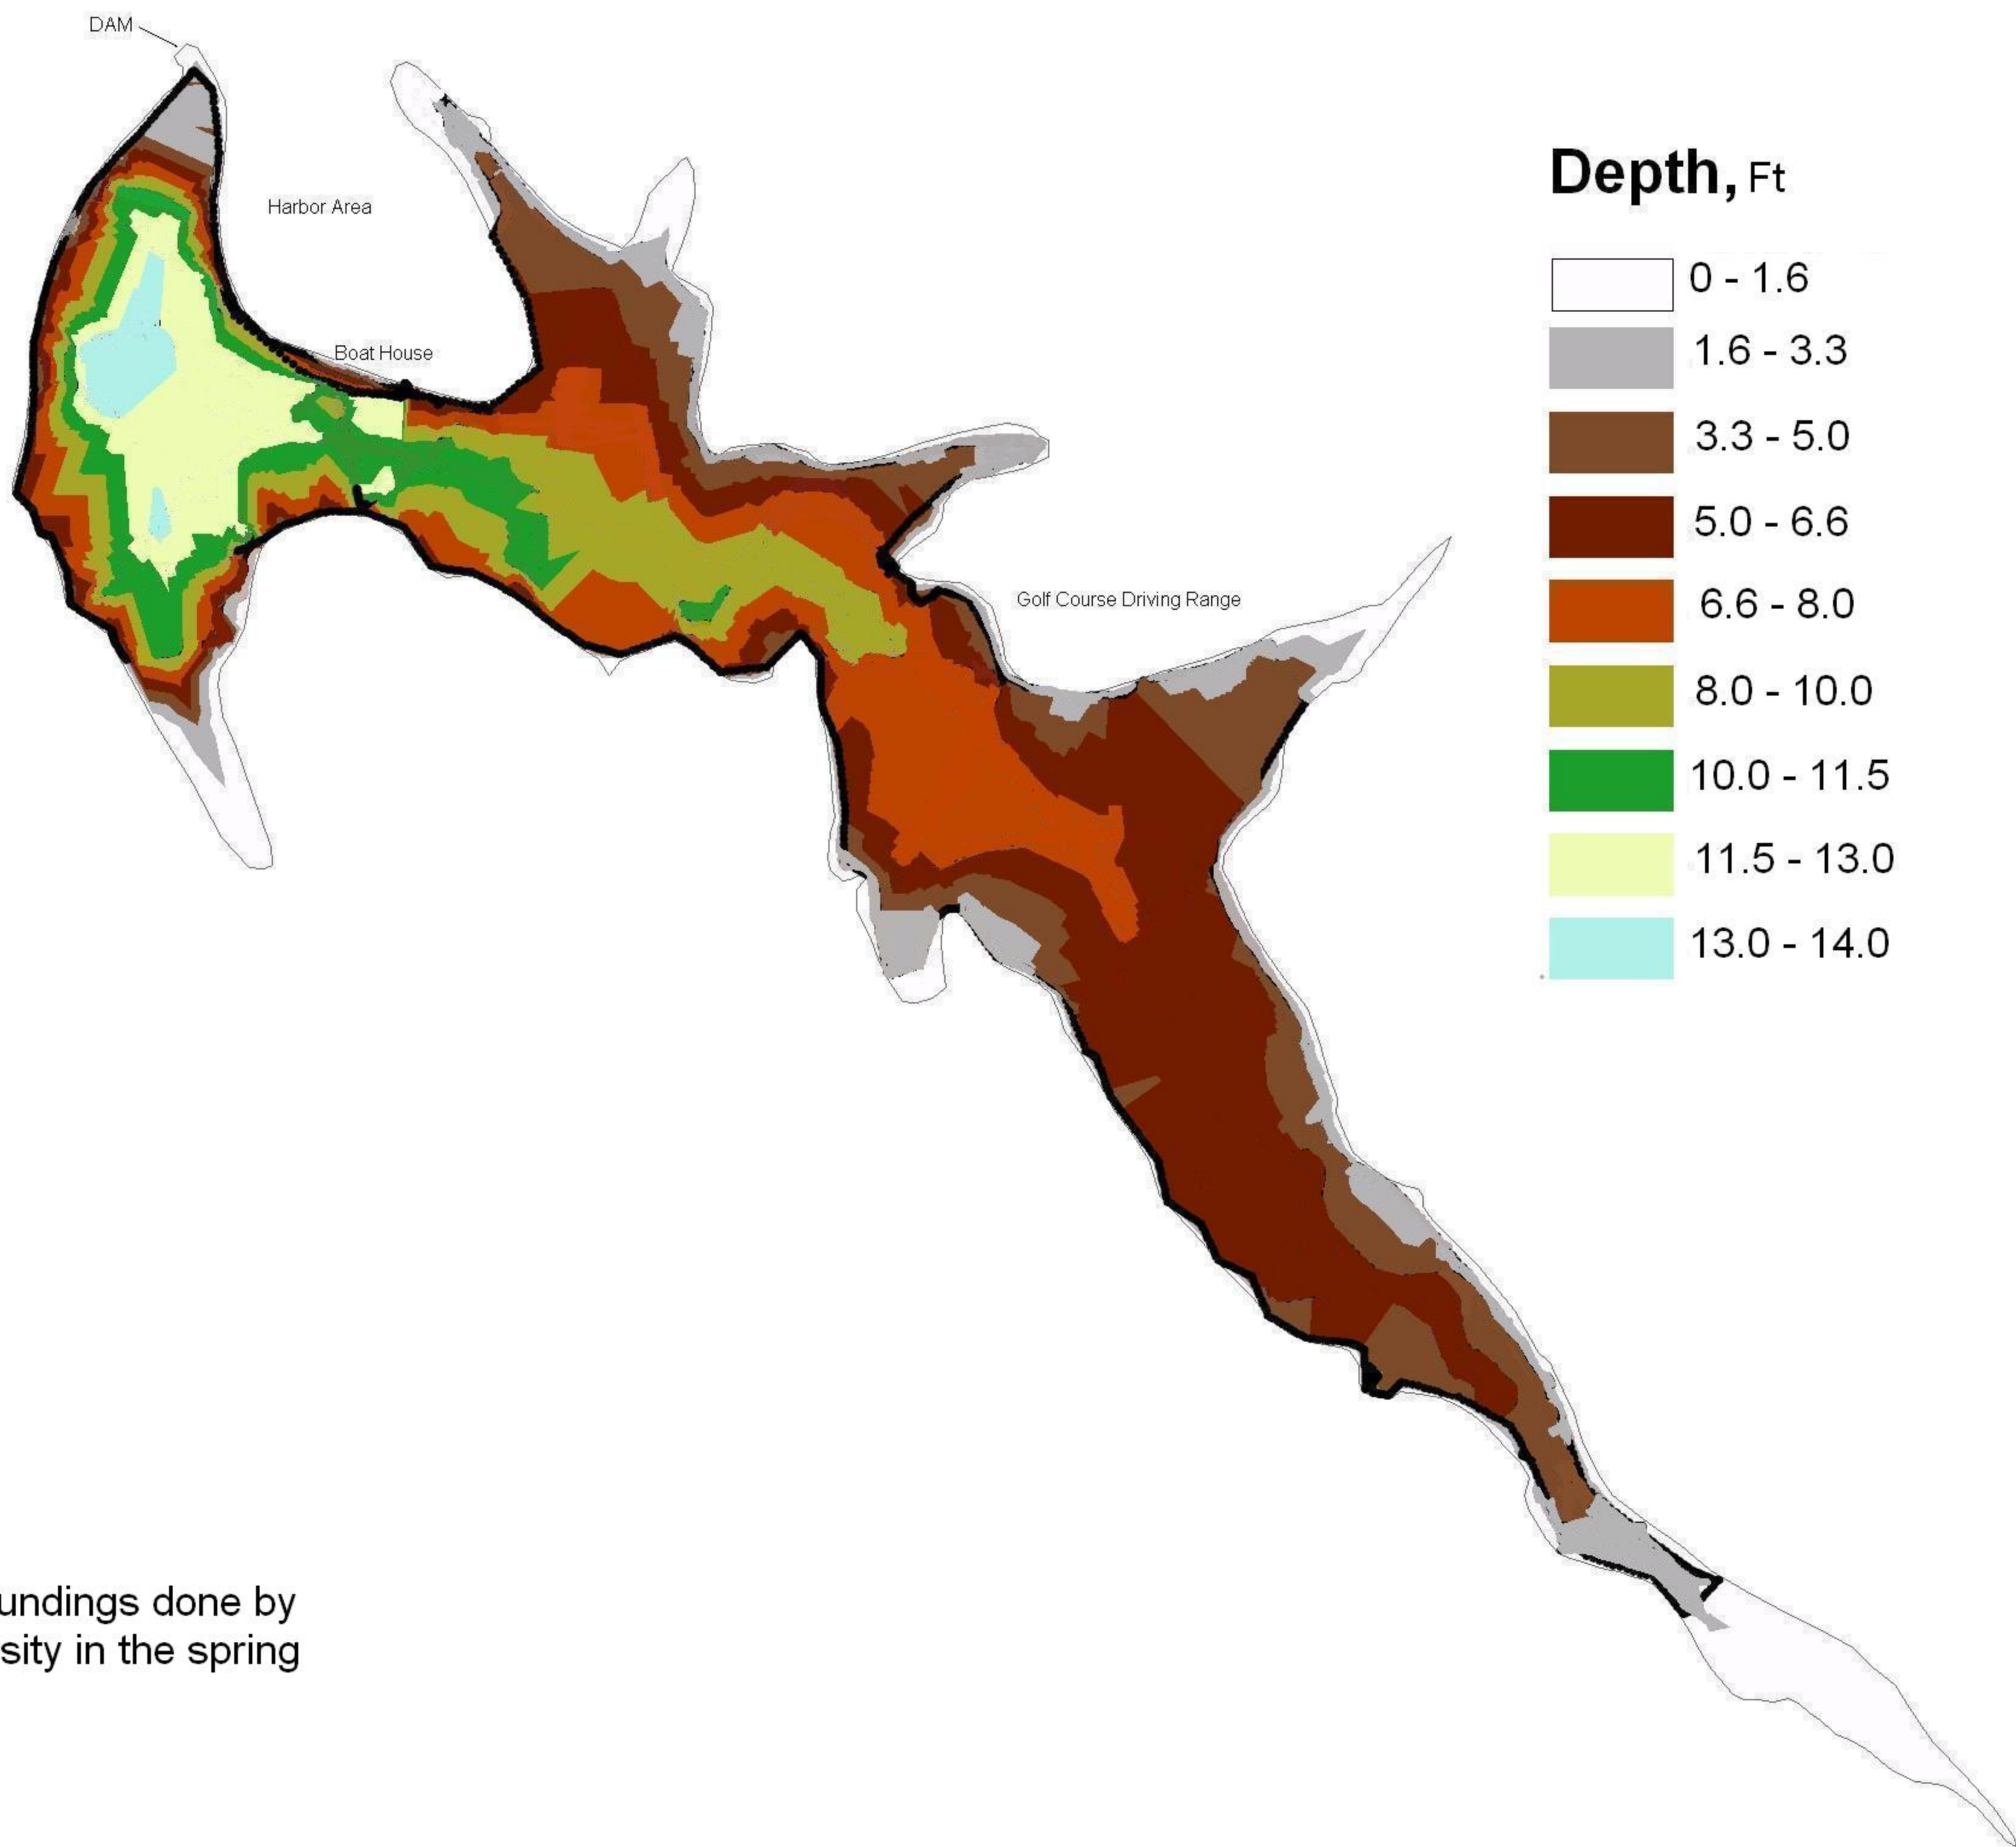 DAM
Harbor Area
Boat House
Golf Course Driving Range
Depth, Ft
0 - 1.6
1.6 - 3.3
3.3 - 5.0
5.0 - 6.6
6.6 - 8.0
8.0 - 10.0
10.0 - 11.5
11.5 - 13.0
13.0 - 14.0
undings done by
sity in the spring